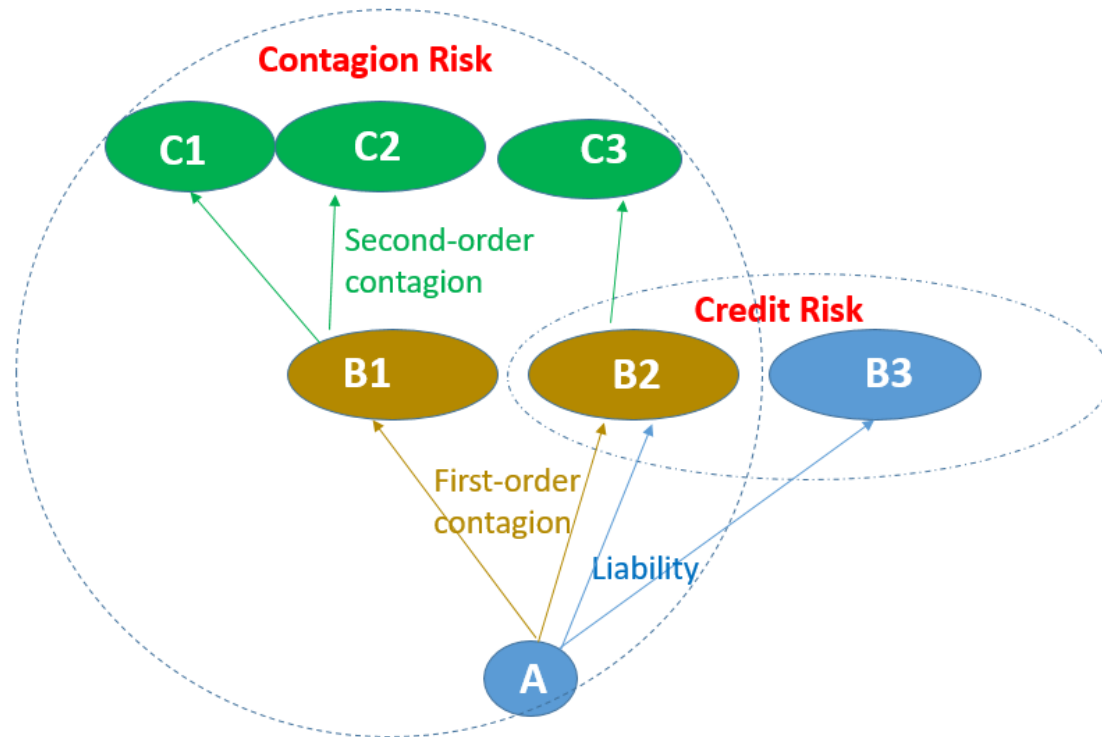 Contagion Risk
C1
C2
C3
Second-order
contagion
Credit Risk
B1
B2
B3
First-order
contagion
Liability
A